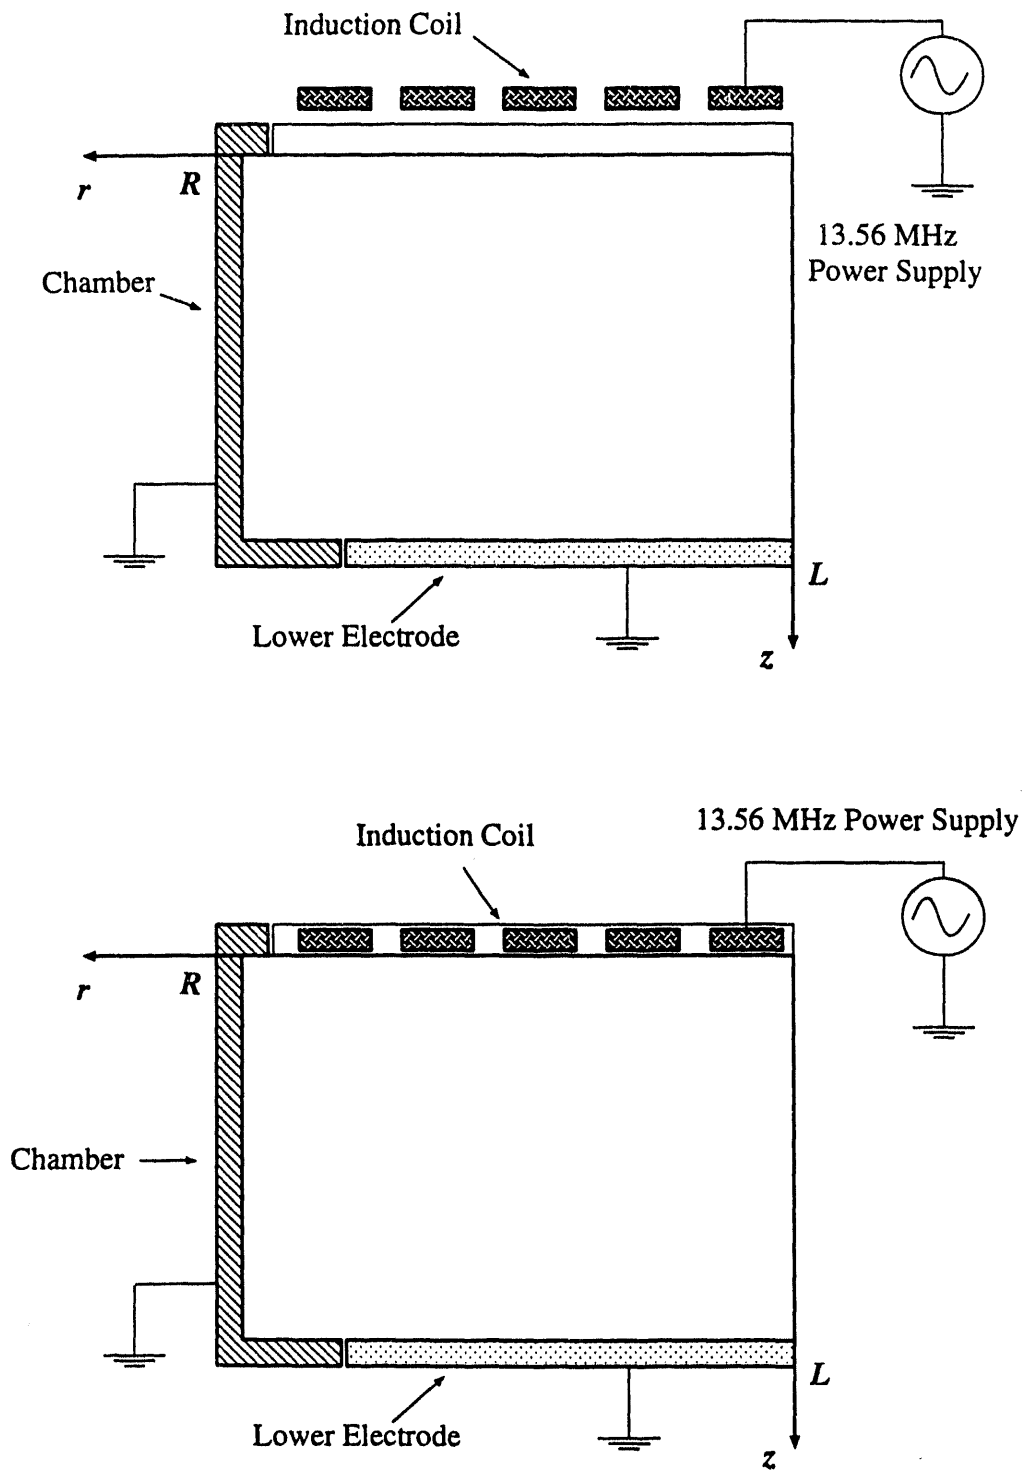 Induction Coil
r
R
13.56 MHz
Power Supply
Chamber
L
Lower Electrode
z
13.56 MHz Power Supply
Induction Coil
r
R
Chamber
L
Lower Electrode
z